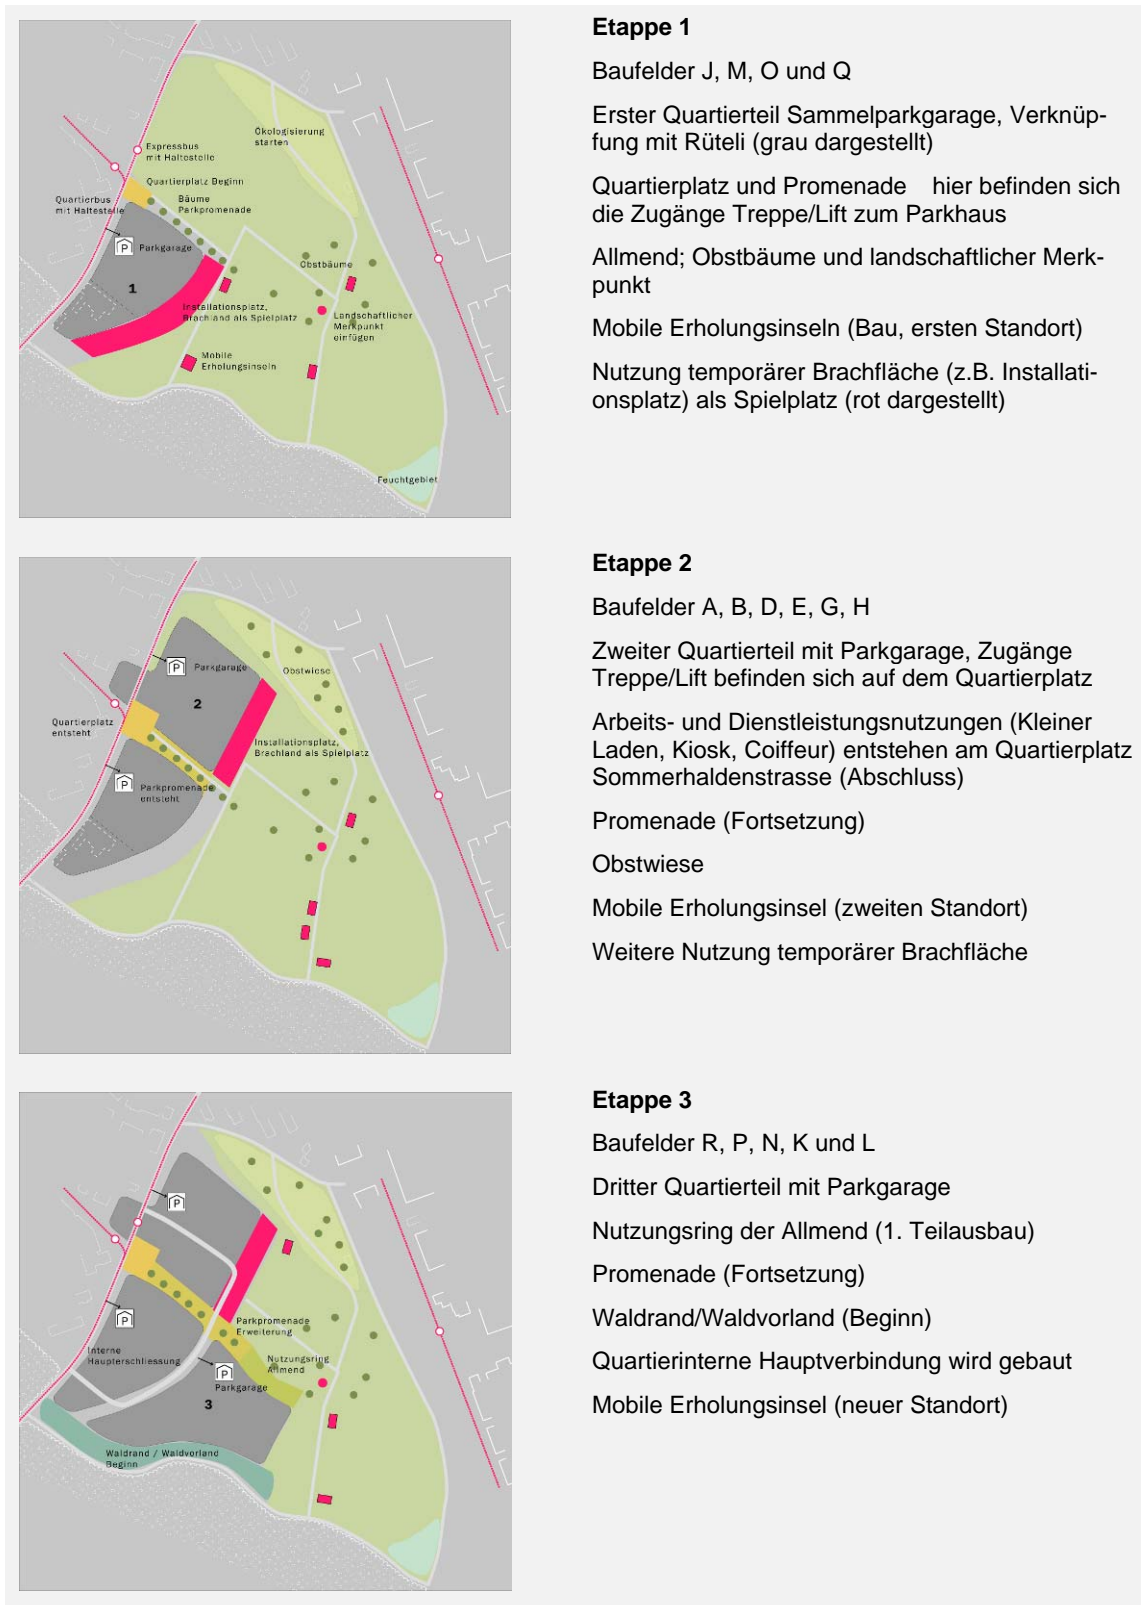 Etappe 1
Baufelder J, M, O und Q
Erster Quartierteil Sammelparkgarage, Verknüp-
fung mit Rüteli (grau dargestellt)
Quartierplatz und Promenade hier befinden sich
die Zugänge Treppe/Lift zum Parkhaus
Allmend; Obstbäume und landschaftlicher Merk-
punkt
Mobile Erholungsinseln (Bau, ersten Standort)
Nutzung temporärer Brachfläche (z.B. Installati-
onsplatz) als Spielplatz (rot dargestellt)
Ökologisierung
starten
Expressbus
mit Haltestelle
Quartierplatz Beginn
Quartierbus
mit Haltestelle
Bäume
Parkpromenade
P
Parkgarage
Obstbäume
1
Installationsplatz,
Brachland als Spielplatz
Landschaftlicher
Merkpunkt
einfügen
Mobile
Erholungsinseln
Feuchtgebiet
Etappe 2
Baufelder A, B, D, E, G, H
Zweiter Quartierteil mit Parkgarage, Zugänge
Treppe/Lift befinden sich auf dem Quartierplatz
Arbeits- und Dienstleistungsnutzungen (Kleiner
Laden, Kiosk, Coiffeur) entstehen am Quartierplatz
Sommerhaldenstrasse (Abschluss)
Promenade (Fortsetzung)
Obstwiese
Mobile Erholungsinsel (zweiten Standort)
Weitere Nutzung temporärer Brachfläche
P
Parkgarage
Obstwiese
2
Quartierplatz
entsteht
Installationsplatz,
Brachland als Spielplatz
P
Parkpromenade
entsteht
Etappe 3
Baufelder R, P, N, K und L
Dritter Quartierteil mit Parkgarage
Nutzungsring der Allmend (1. Teilausbau)
Promenade (Fortsetzung)
Waldrand/Waldvorland (Beginn)
Quartierinterne Hauptverbindung wird gebaut
Mobile Erholungsinsel (neuer Standort)
P
P
Parkpromenade
Erweiterung
Interne
Haupterschliessung
Nutzungsring
Allmend
P
Parkgarage
3
Waldrand / Waldvorland
Beginn